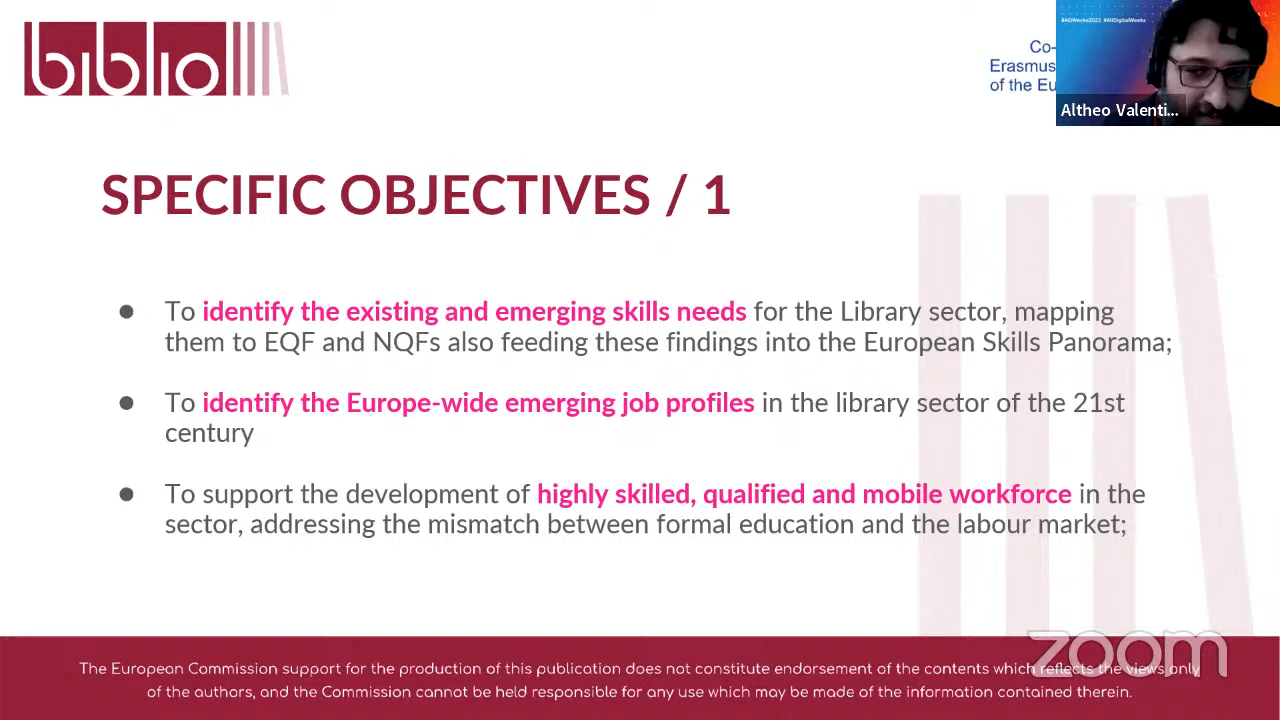 biblio
#ADWeeks2022 #AllDigitalWeeks
Co-
Erasmus
of the Eu
Altheo Valenti...
SPECIFIC OBJECTIVES / 1
● To identify the existing and emerging skills needs for the Library sector, mapping
them to EQF and NQFs also feeding these findings into the European Skills Panorama;
● To identify the Europe-wide emerging job profiles in the library sector of the 21st
century
● To support the development of highly skilled, qualified and mobile workforce in the
sector, addressing the mismatch between formal education and the labour market;
zoom
The European Commission support for the production of this publication does not constitute endorsement of the contents which reflects the views only
of the authors, and the Commission cannot be held responsible for any use which may be made of the information contained therein.